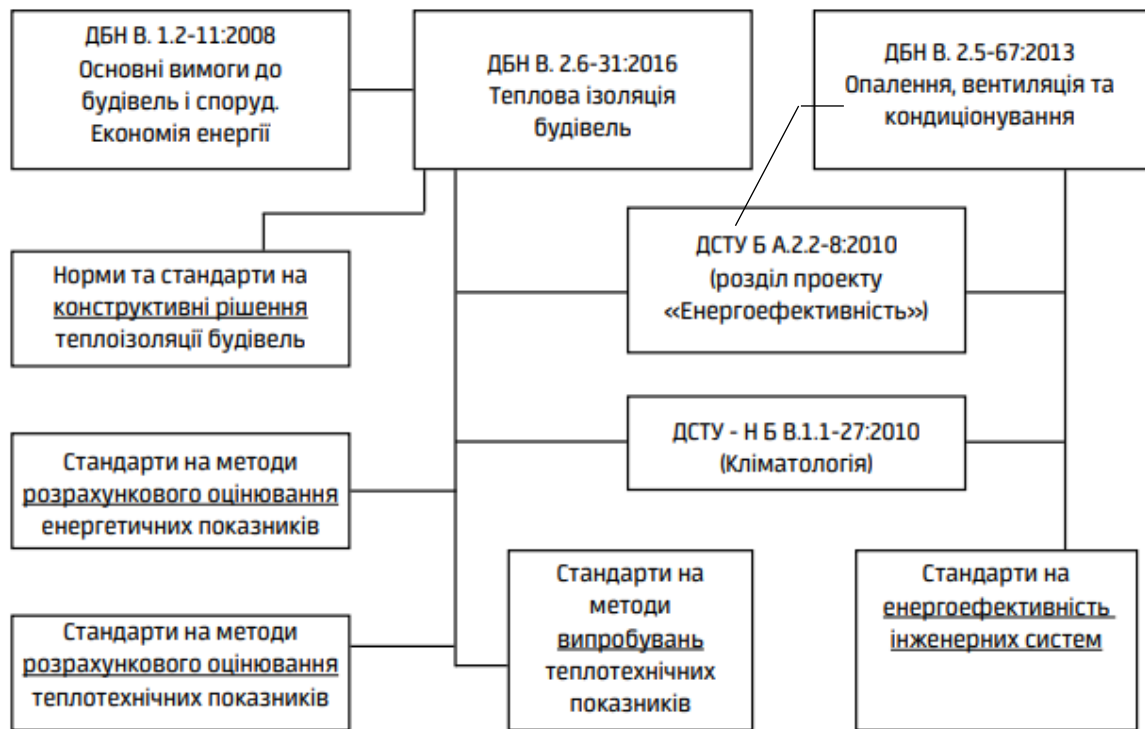 ДБН В. 1.2-11:2008
Основні вимоги до
будівель і споруд.
Економія енергії
ДБН В. 2.6-31:2016
Теплова ізоляція
будівель
ДБН В. 2.5-67:2013
Опалення, вентиляція та
кондиціонування
Норми та стандарти на
конструктивні рішення
теплоізоляції будівель
ДСТУ Б А.2.2-8:2010
(розділ проекту
«Енергоефективність»)
ДСТУ - Н Б В.1.1-27:2010
(Кліматологія)
Стандарти на методи
розрахункового оцінювання
енергетичних показників
Стандарти на методи
розрахункового оцінювання
теплотехнічних показників
Стандарти на
методи
випробувань
теплотехнічних
показників
Стандарти на
енергоефективність
інженерних систем